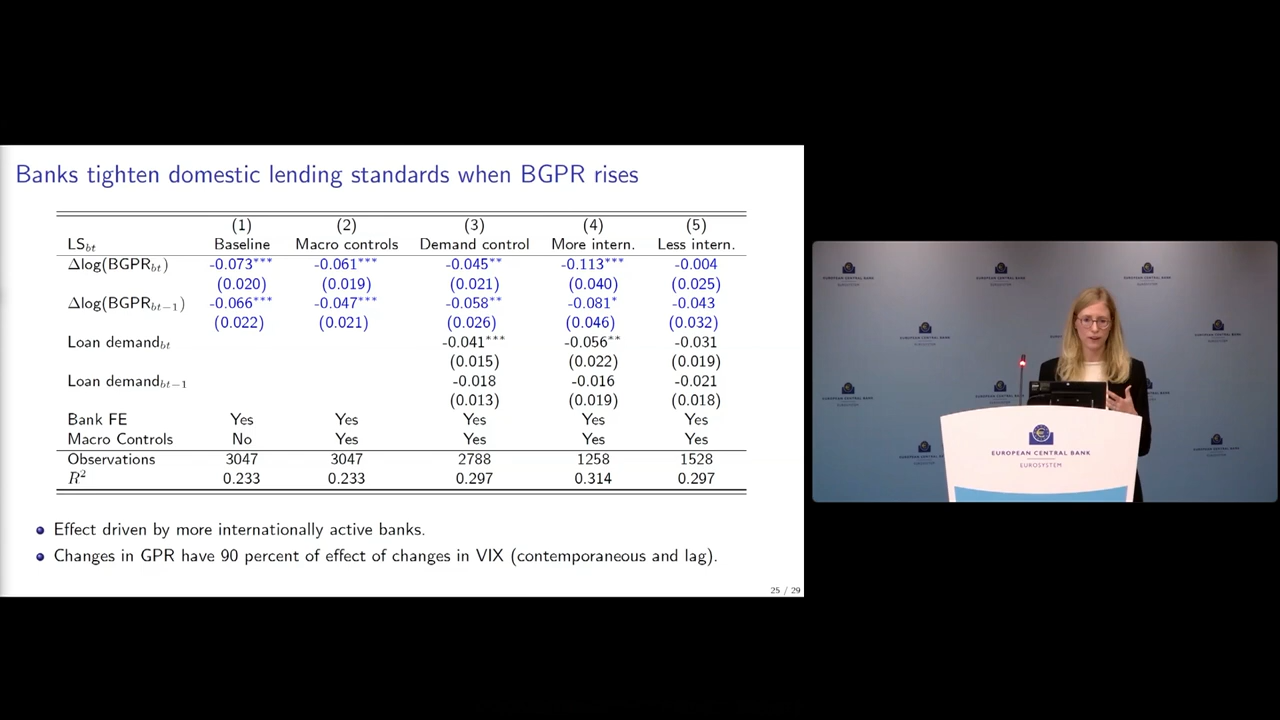 Banks tighten domestic lending standards when BGPR rises
(1) (2) (3) (4) (5)
LS_bt Baseline Macro controls Demand control More intern. Less intern.
Δlog(BGPR_bt) -0.073*** -0.061*** -0.045** -0.113*** -0.004
(0.020) (0.019) (0.021) (0.040) (0.025)
Δlog(BGPR_bt−1) -0.066*** -0.047*** -0.058** -0.081* -0.043
(0.022) (0.021) (0.026) (0.046) (0.032)
Loan demand_bt -0.041*** -0.056** -0.031
(0.015) (0.022) (0.019)
Loan demand_bt−1 -0.018 -0.016 -0.021
(0.013) (0.019) (0.018)
Bank FE Yes Yes Yes Yes Yes
Macro Controls No Yes Yes Yes Yes
Observations 3047 3047 2788 1258 1528
R² 0.233 0.233 0.297 0.314 0.297
Effect driven by more internationally active banks.
Changes in GPR have 90 percent of effect of changes in VIX (contemporaneous and lag).
25 / 29
EUROPEAN CENTRAL BANK
EUROSYSTEM